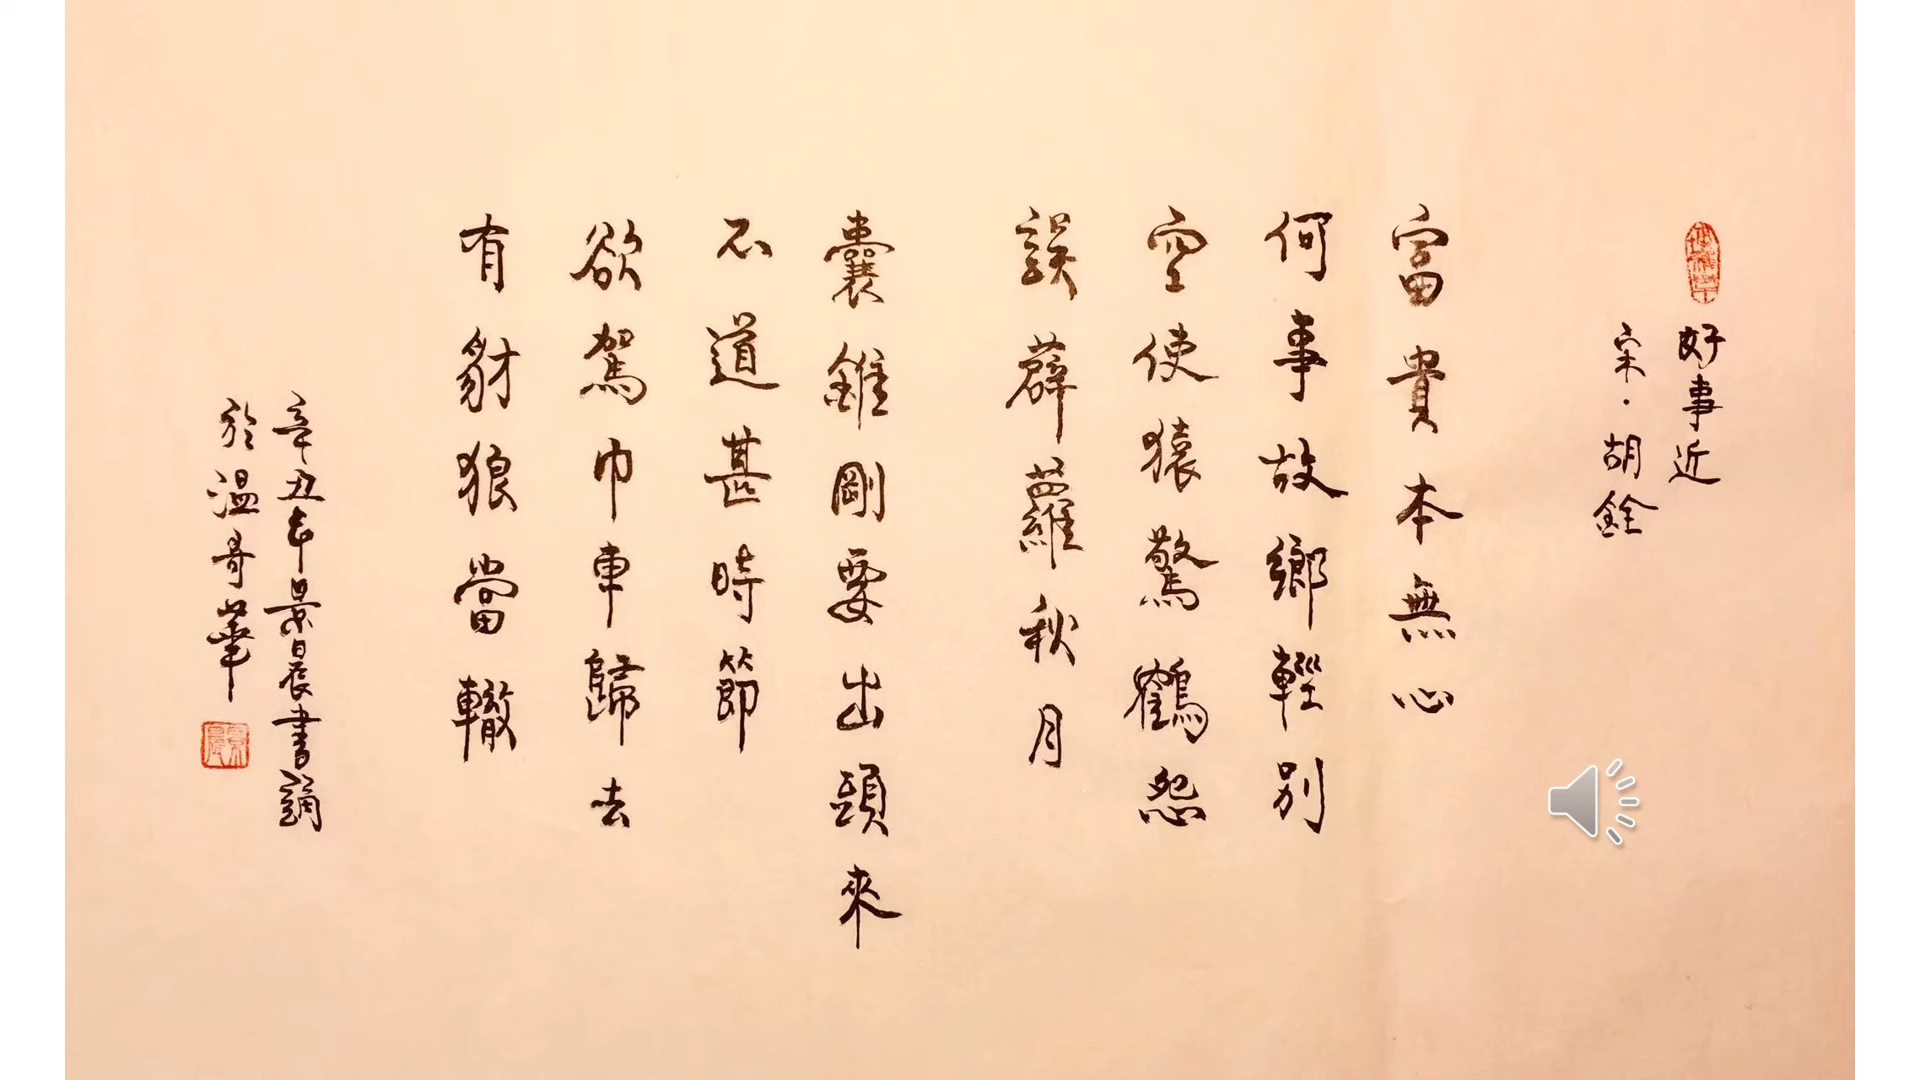 好事近
宋·胡銓
富貴本無心
何事故鄉輕別
空使猿驚鶴怨
誤薜蘿秋月
囊錐剛要出頭來
不道甚時節
欲駕巾車歸去
有豺狼當轍
辛丑年景晨書誦
於溫哥華